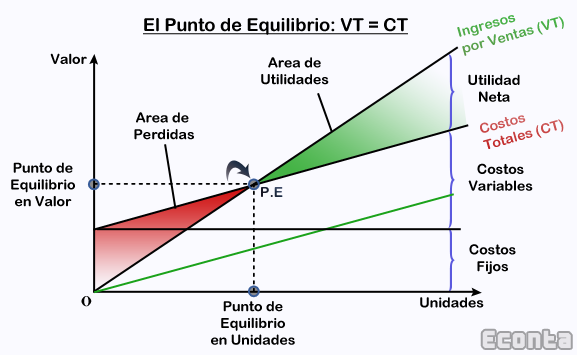 El Punto de Equilibrio: VT = CT
Ingresos
por Ventas (VT)
Valor
Area de
Utilidades
Utilidad
Neta
Area de
Perdidas
Costos
Totales (CT)
Punto de
Equilibrio
en Valor
P.E
Costos
Variables
Costos
Fijos
O
Punto de
Equilibrio
en Unidades
Unidades
Econta